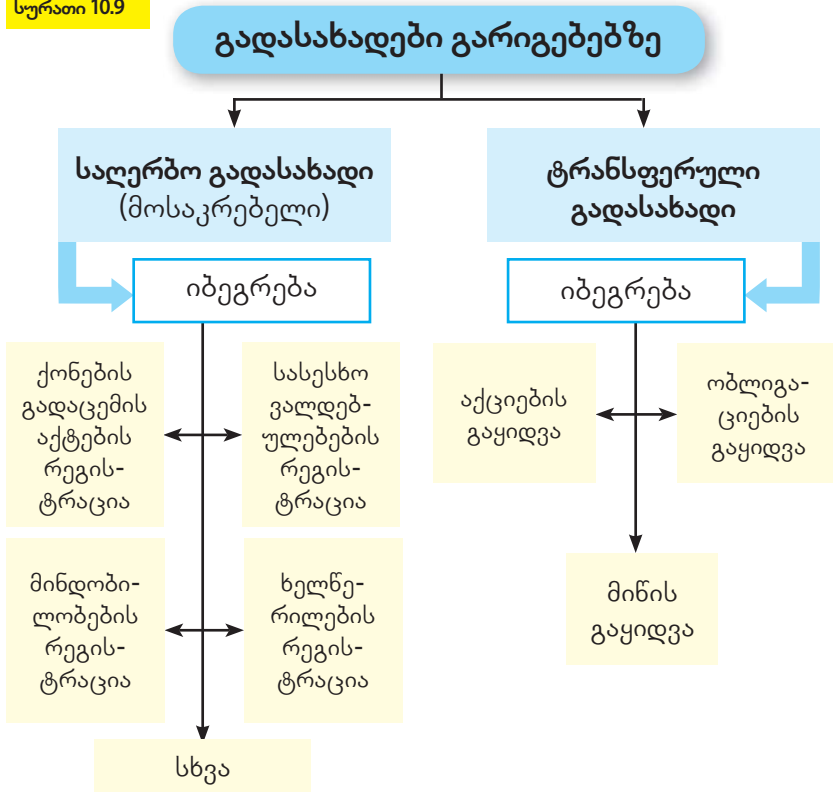 სურათი 10.9
გადასახადები გარიგებებზე
საღერბო გადასახადი
(მოსაკრებელი)
იბეგრება
ქონების
გადაცემის
აქტების
რეგის-
ტრაცია
სასესხო
ვალდებ-
ულებების
რეგის-
ტრაცია
მინდობი-
ლობების
რეგის-
ტრაცია
ხელწე-
რილების
რეგის-
ტრაცია
სხვა
ტრანსფერული
გადასახადი
იბეგრება
აქციების
გაყიდვა
ობლიგა-
ციების
გაყიდვა
მიწის
გაყიდვა